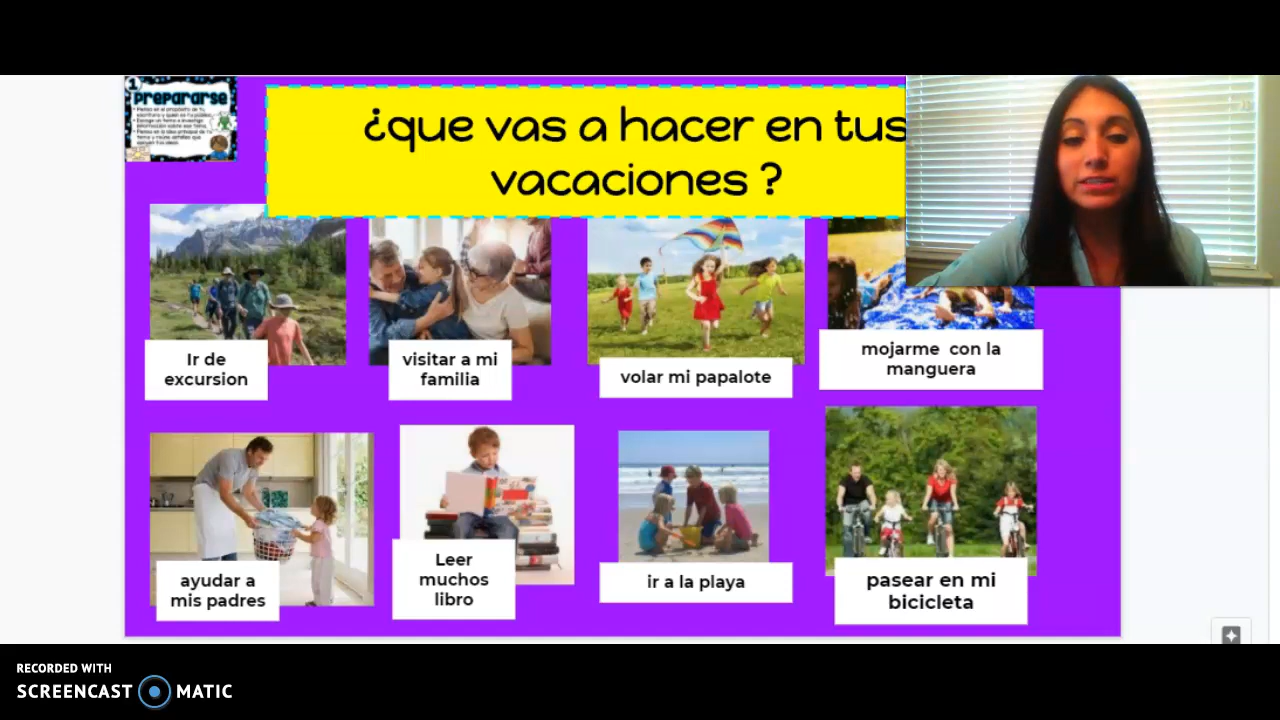 1
Prepararse
¿que vas a hacer en tus
vacaciones ?
Ir de
excursion
visitar a mi
familia
volar mi papalote
mojarme con la
manguera
ayudar a
mis padres
Leer
muchos
libro
ir a la playa
pasear en mi
bicicleta
RECORDED WITH
SCREENCAST MATIC